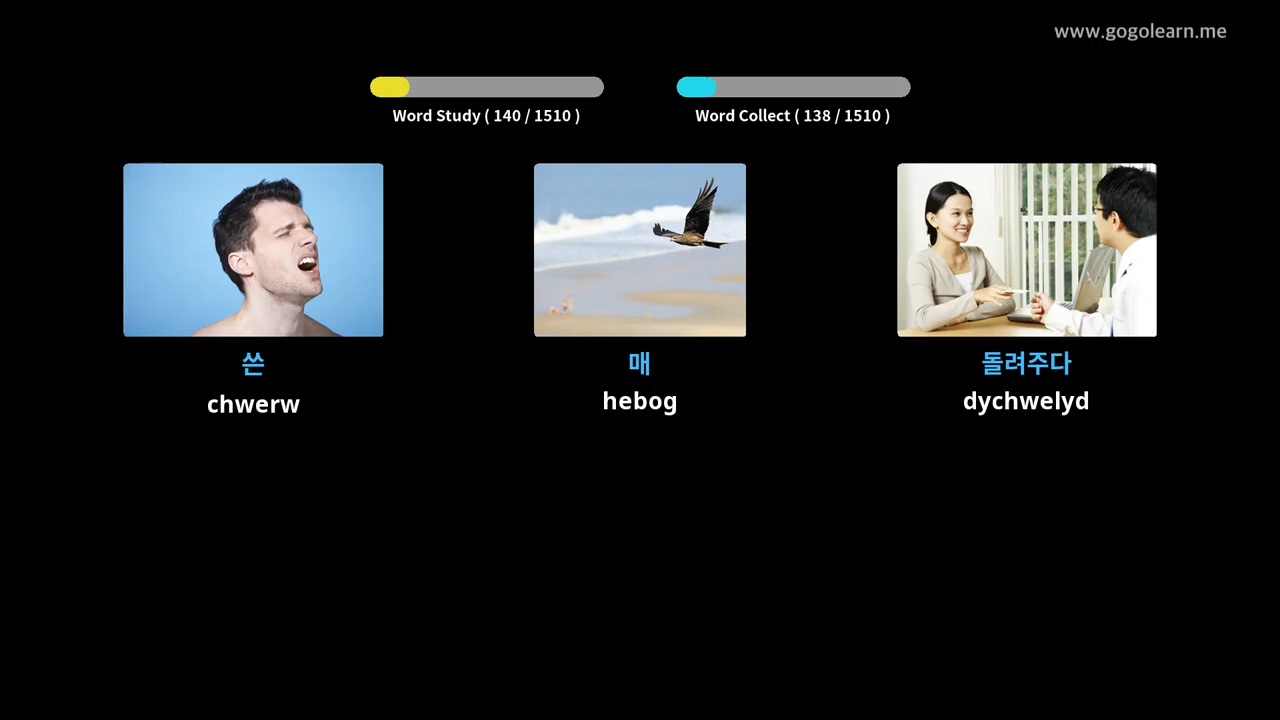 www.gogolearn.me
Word Study ( 140 / 1510 )
Word Collect ( 138 / 1510 )
쓴
매
돌려주다
chwerw
hebog
dychwelyd